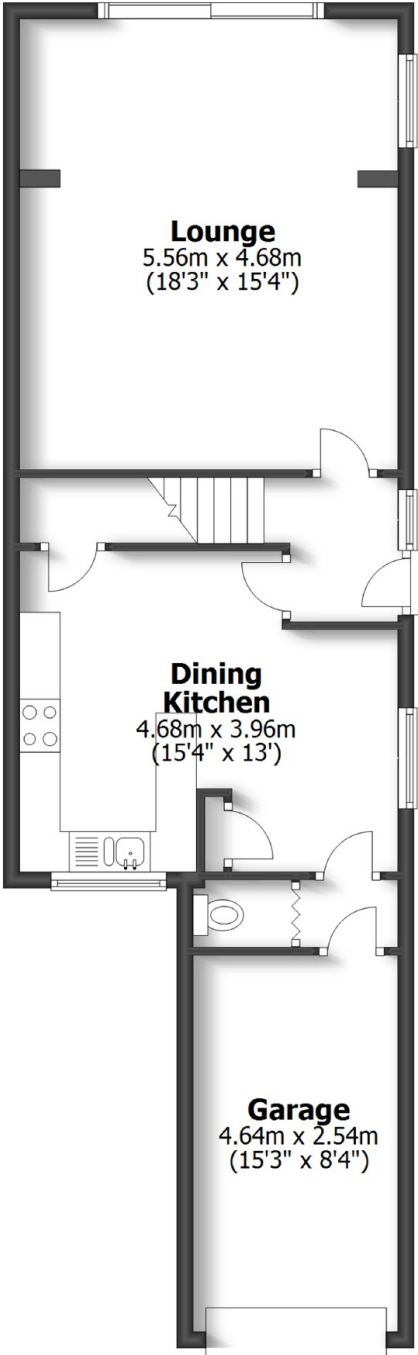 Lounge
5.56m x 4.68m
(18'3" x 15'4")
Dining
Kitchen
4.68m x 3.96m
(15'4" x 13')
Garage
4.64m x 2.54m
(15'3" x 8'4")